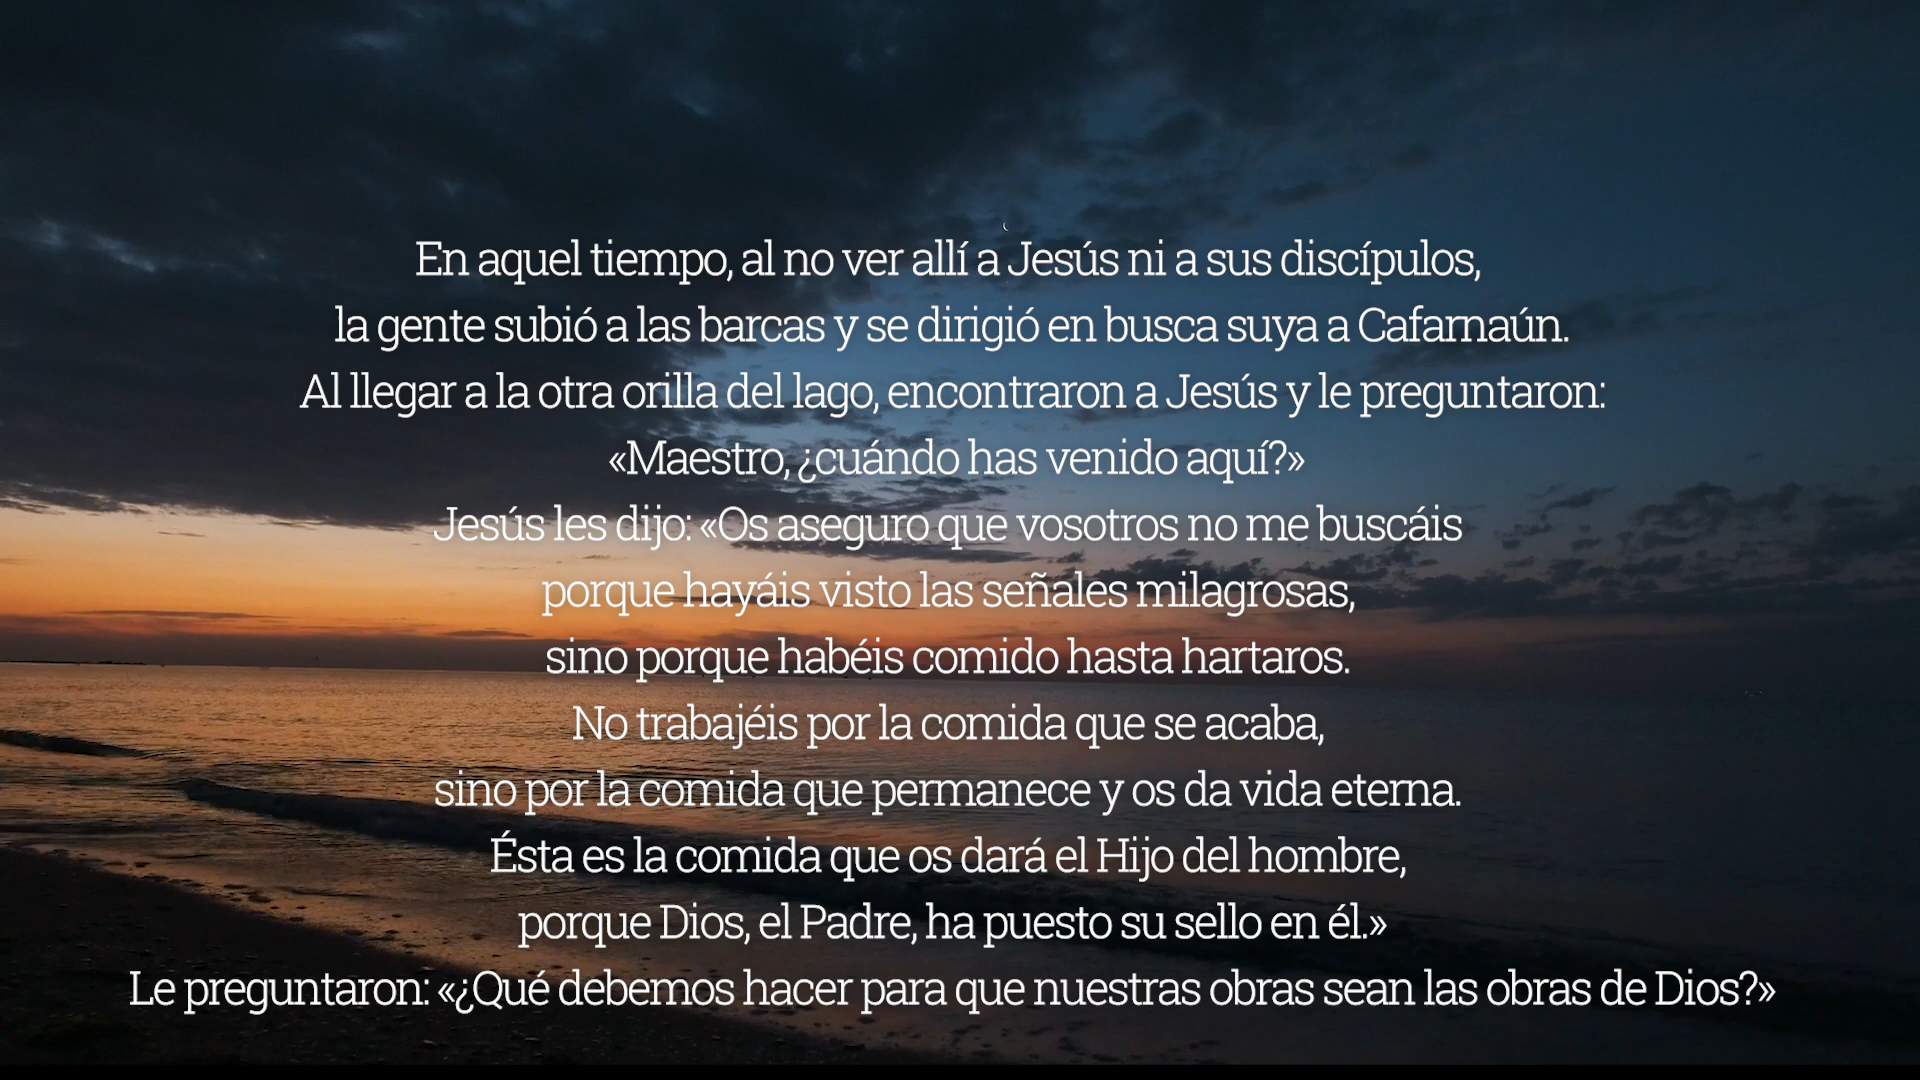 En aquel tiempo, al no ver allí a Jesús ni a sus discípulos,
la gente subió a las barcas y se dirigió en busca suya a Cafarnaún.
Al llegar a la otra orilla del lago, encontraron a Jesús y le preguntaron:
«Maestro, ¿cuándo has venido aquí?»
Jesús les dijo: «Os aseguro que vosotros no me buscáis
porque hayáis visto las señales milagrosas,
sino porque habéis comido hasta hartaros.
No trabajéis por la comida que se acaba,
sino por la comida que permanece y os da vida eterna.
Ésta es la comida que os dará el Hijo del hombre,
porque Dios, el Padre, ha puesto su sello en él.»
Le preguntaron: «¿Qué debemos hacer para que nuestras obras sean las obras de Dios?»